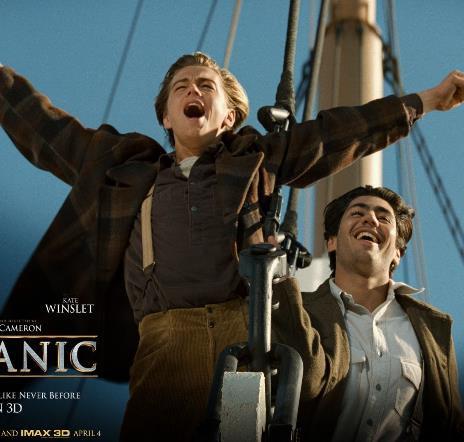 KATE
WINSLET
CAMERON
ANIC
LIKE NEVER BEFORE
N 3D
AND IMAX 3D APRIL 4